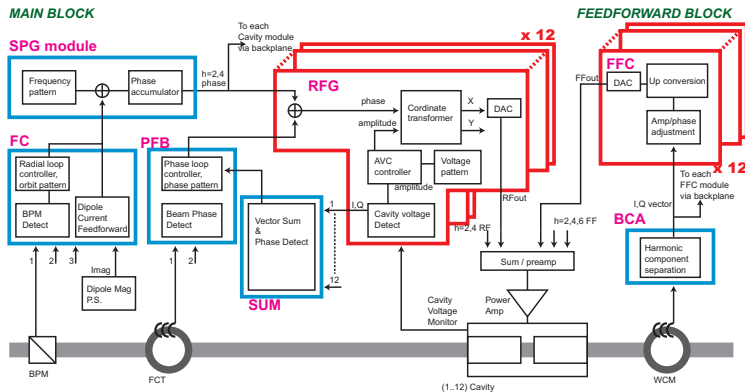 MAIN BLOCK
FEEDFORWARD BLOCK
SPG module
To each
Cavity module
via backplane
x 12
FFC
Frequency
pattern
Phase
accumulator
h=2,4
phase
RFG
FFout
DAC
Up conversion
phase
Cordinate
transformer
X
Y
DAC
amplitude
Amp/phase
adjustment
FC
PFB
Radial loop
controller,
orbit pattern
Phase loop
controller,
phase pattern
AVC
controller
Voltage
pattern
x 12
To each
FFC module
via backplane
amplitude
RFout
I,Q vector
BPM
Detect
Dipole
Current
Feedforward
Beam Phase
Detect
Vector Sum
&
Phase Detect
1
I,Q
Cavity voltage
Detect
BCA
h=2,4 RF
h=2,4,6 FF
1
2
3
1
2
Harmonic
component
separation
Imag
12
Sum / preamp
Dipole Mag
P.S.
SUM
Cavity
Voltage
Monitor
Power
Amp
BPM
FCT
WCM
(1..12) Cavity